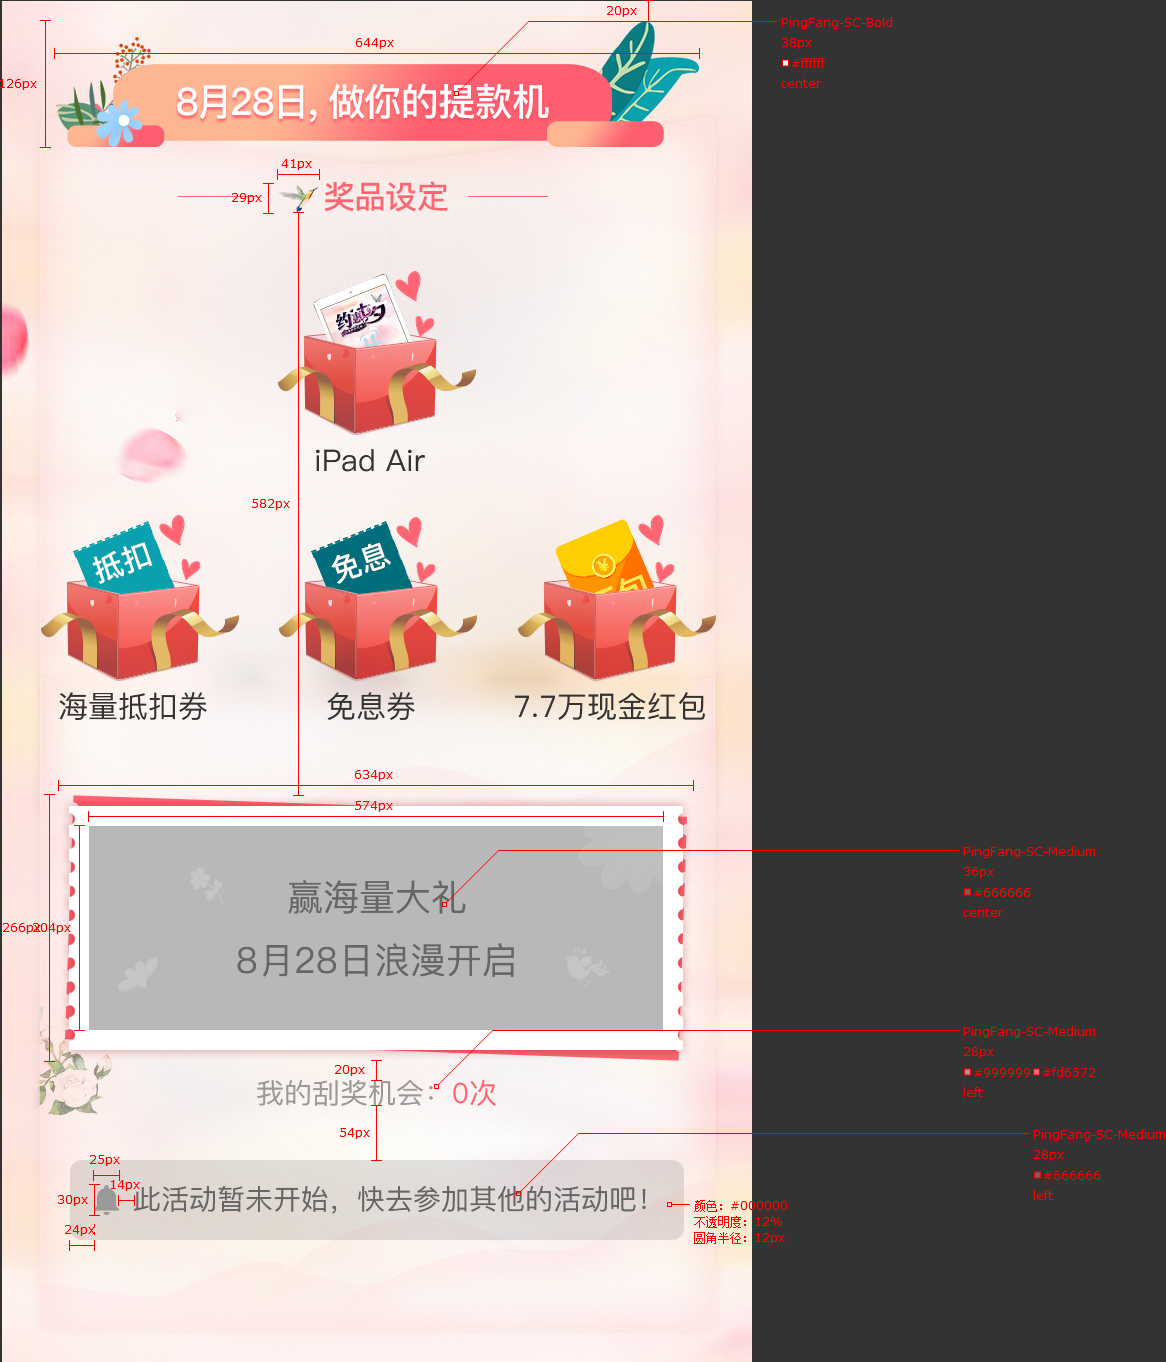 20px
PingFang-SC-Bold
38px
#ffffff
center
644px
126px
8月28日，做你的提款机
41px
29px
奖品设定
约惠七夕
iPad Air
582px
抵扣
免息
¥
红包
海量抵扣券
免息券
7.7万现金红包
634px
574px
PingFang-SC-Medium
36px
#666666
center
赢海量大礼
266px
204px
8月28日浪漫开启
PingFang-SC-Medium
28px
#999999 #fd6572
left
20px
我的刮奖机会：0次
54px
PingFang-SC-Medium
28px
#666666
left
25px
14px
30px
此活动暂未开始，快去参加其他的活动吧！
24px
颜色：#000000
不透明度：12%
圆角半径：12px